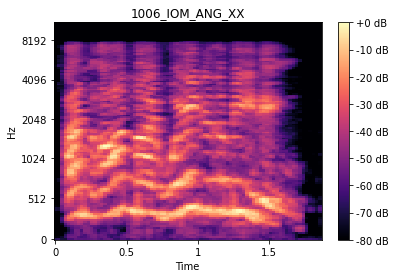 1006_IOM_ANG_XX
+0 dB
8192
-10 dB
4096
-20 dB
-30 dB
2048
Hz
-40 dB
1024
-50 dB
512
-60 dB
-70 dB
0
-80 dB
0 0.5 1 1.5
Time